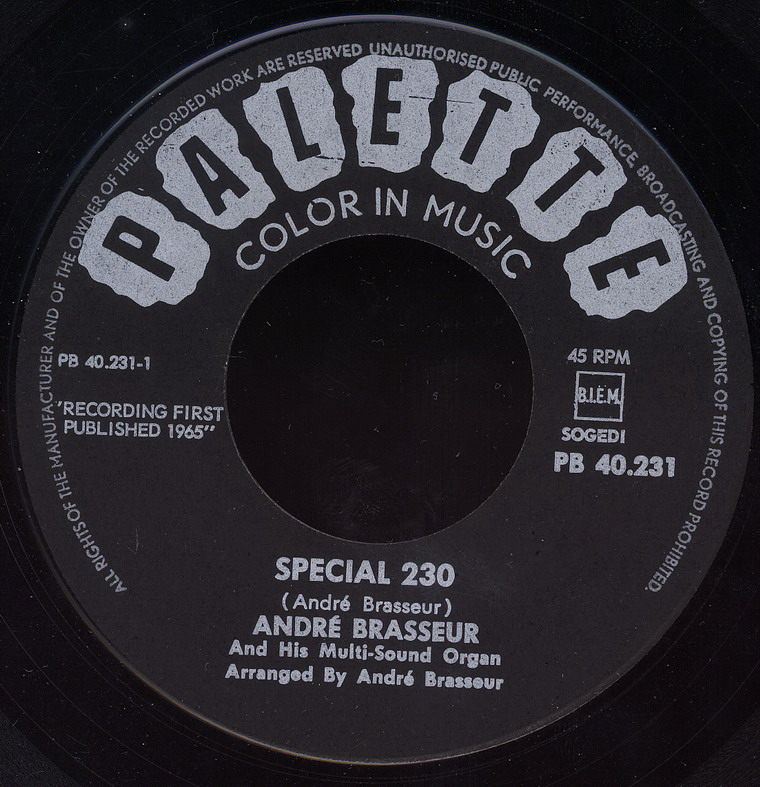 ALL RIGHTS OF THE MANUFACTURER AND OF THE OWNER OF THE RECORDED WORK ARE RESERVED UNAUTHORISED PUBLIC PERFORMANCE BROADCASTING AND COPYING OF THIS RECORD PROHIBITED.
PALETTE
COLOR IN MUSIC
PB 40.231-1
'RECORDING FIRST
PUBLISHED 1965''
45 RPM
B.I.E.M.
SOGEDI
PB 40.231
SPECIAL 230
(André Brasseur)
ANDRÉ BRASSEUR
And His Multi-Sound Organ
Arranged By André Brasseur